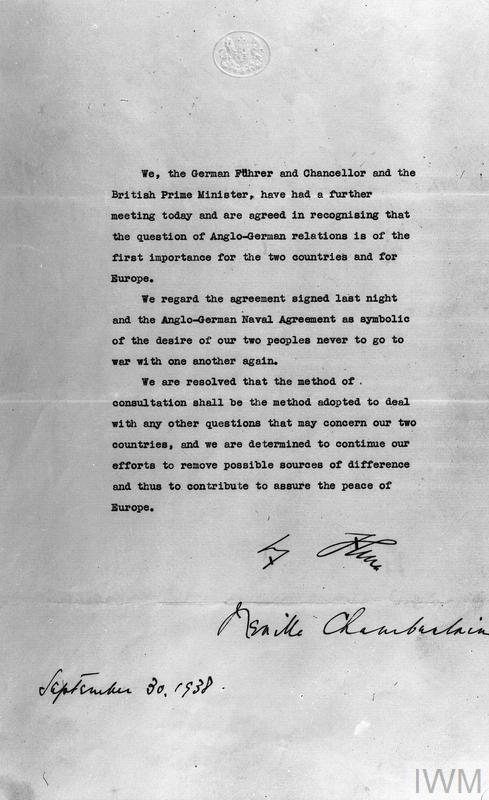 We, the German Führer and Chancellor and the
British Prime Minister, have had a further
meeting today and are agreed in recognising that
the question of Anglo-German relations is of the
first importance for the two countries and for
Europe.
We regard the agreement signed last night
and the Anglo-German Naval Agreement as symbolic
of the desire of our two peoples never to go to
war with one another again.
We are resolved that the method of
consultation shall be the method adopted to deal
with any other questions that may concern our two
countries, and we are determined to continue our
efforts to remove possible sources of difference
and thus to contribute to assure the peace of
Europe.
Neville Chamberlain
September 30, 1938.
IWM